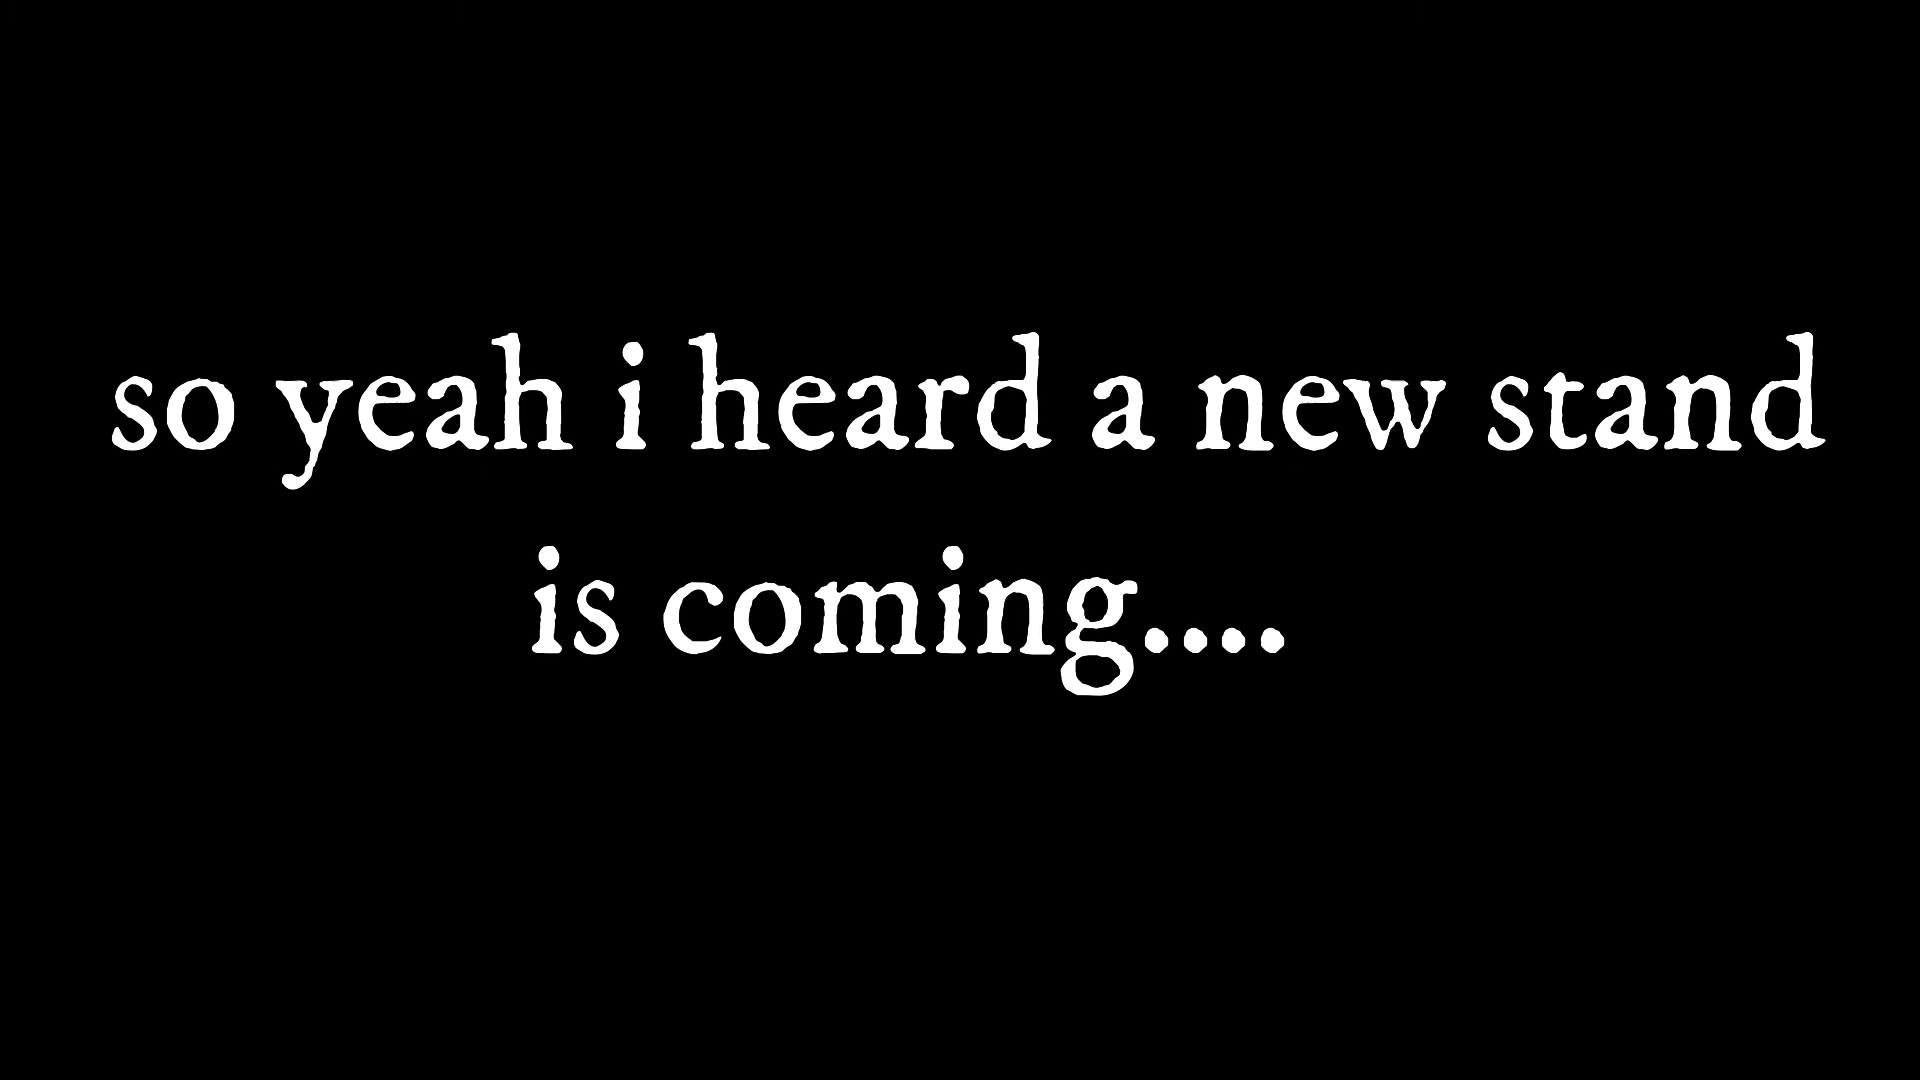 so yeah i heard a new stand
is coming....